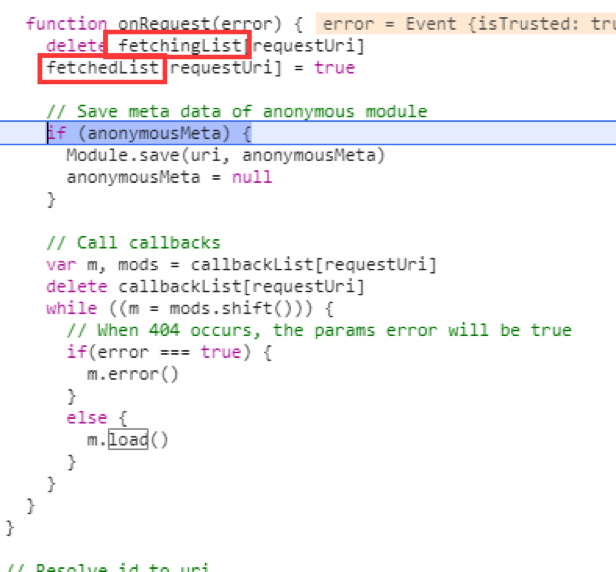 function onRequest(error) { error = Event {isTrusted: tru
delete fetchingList[requestUri]
fetchedList[requestUri] = true
// Save meta data of anonymous module
if (anonymousMeta) {
Module.save(uri, anonymousMeta)
anonymousMeta = null
}
// Call callbacks
var m, mods = callbackList[requestUri]
delete callbackList[requestUri]
while ((m = mods.shift())) {
// When 404 occurs, the params error will be true
if(error === true) {
m.error()
}
else {
m.load()
}
}
}
}
// Resolve id to uri